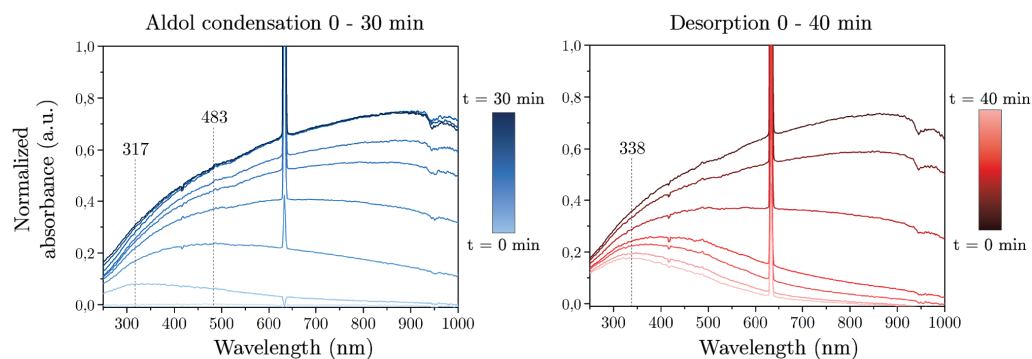 Aldol condensation 0 - 30 min
Normalized
absorbance (a.u.)
1,0
0,8
0,6
0,4
0,2
0,0
317
483
300 400 500 600 700 800 900 1000
Wavelength (nm)
t = 30 min
t = 0 min
Desorption 0 - 40 min
1,0
0,8
0,6
0,4
0,2
0,0
338
300 400 500 600 700 800 900 1000
Wavelength (nm)
t = 40 min
t = 0 min